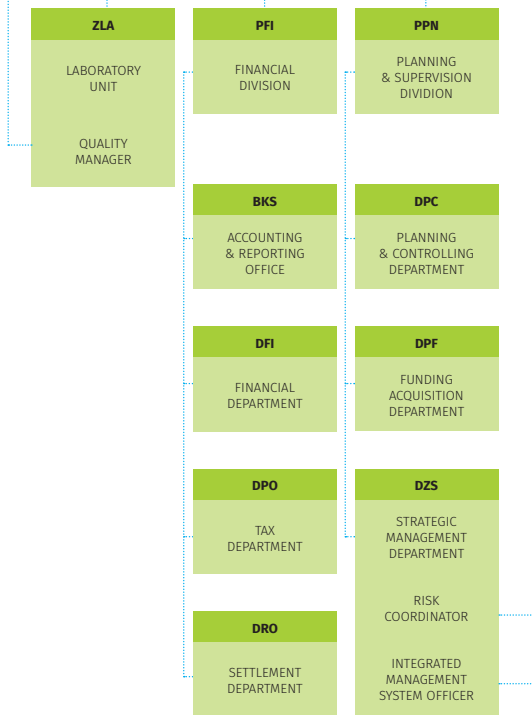 ZLA
LABORATORY
UNIT
QUALITY
MANAGER
PFI
FINANCIAL
DIVISION
BKS
ACCOUNTING
& REPORTING
OFFICE
DFI
FINANCIAL
DEPARTMENT
DPO
TAX
DEPARTMENT
DRO
SETTLEMENT
DEPARTMENT
PPN
PLANNING
& SUPERVISION
DIVIDION
DPC
PLANNING
& CONTROLLING
DEPARTMENT
DPF
FUNDING
ACQUISITION
DEPARTMENT
DZS
STRATEGIC
MANAGEMENT
DEPARTMENT
RISK
COORDINATOR
INTEGRATED
MANAGEMENT
SYSTEM OFFICER